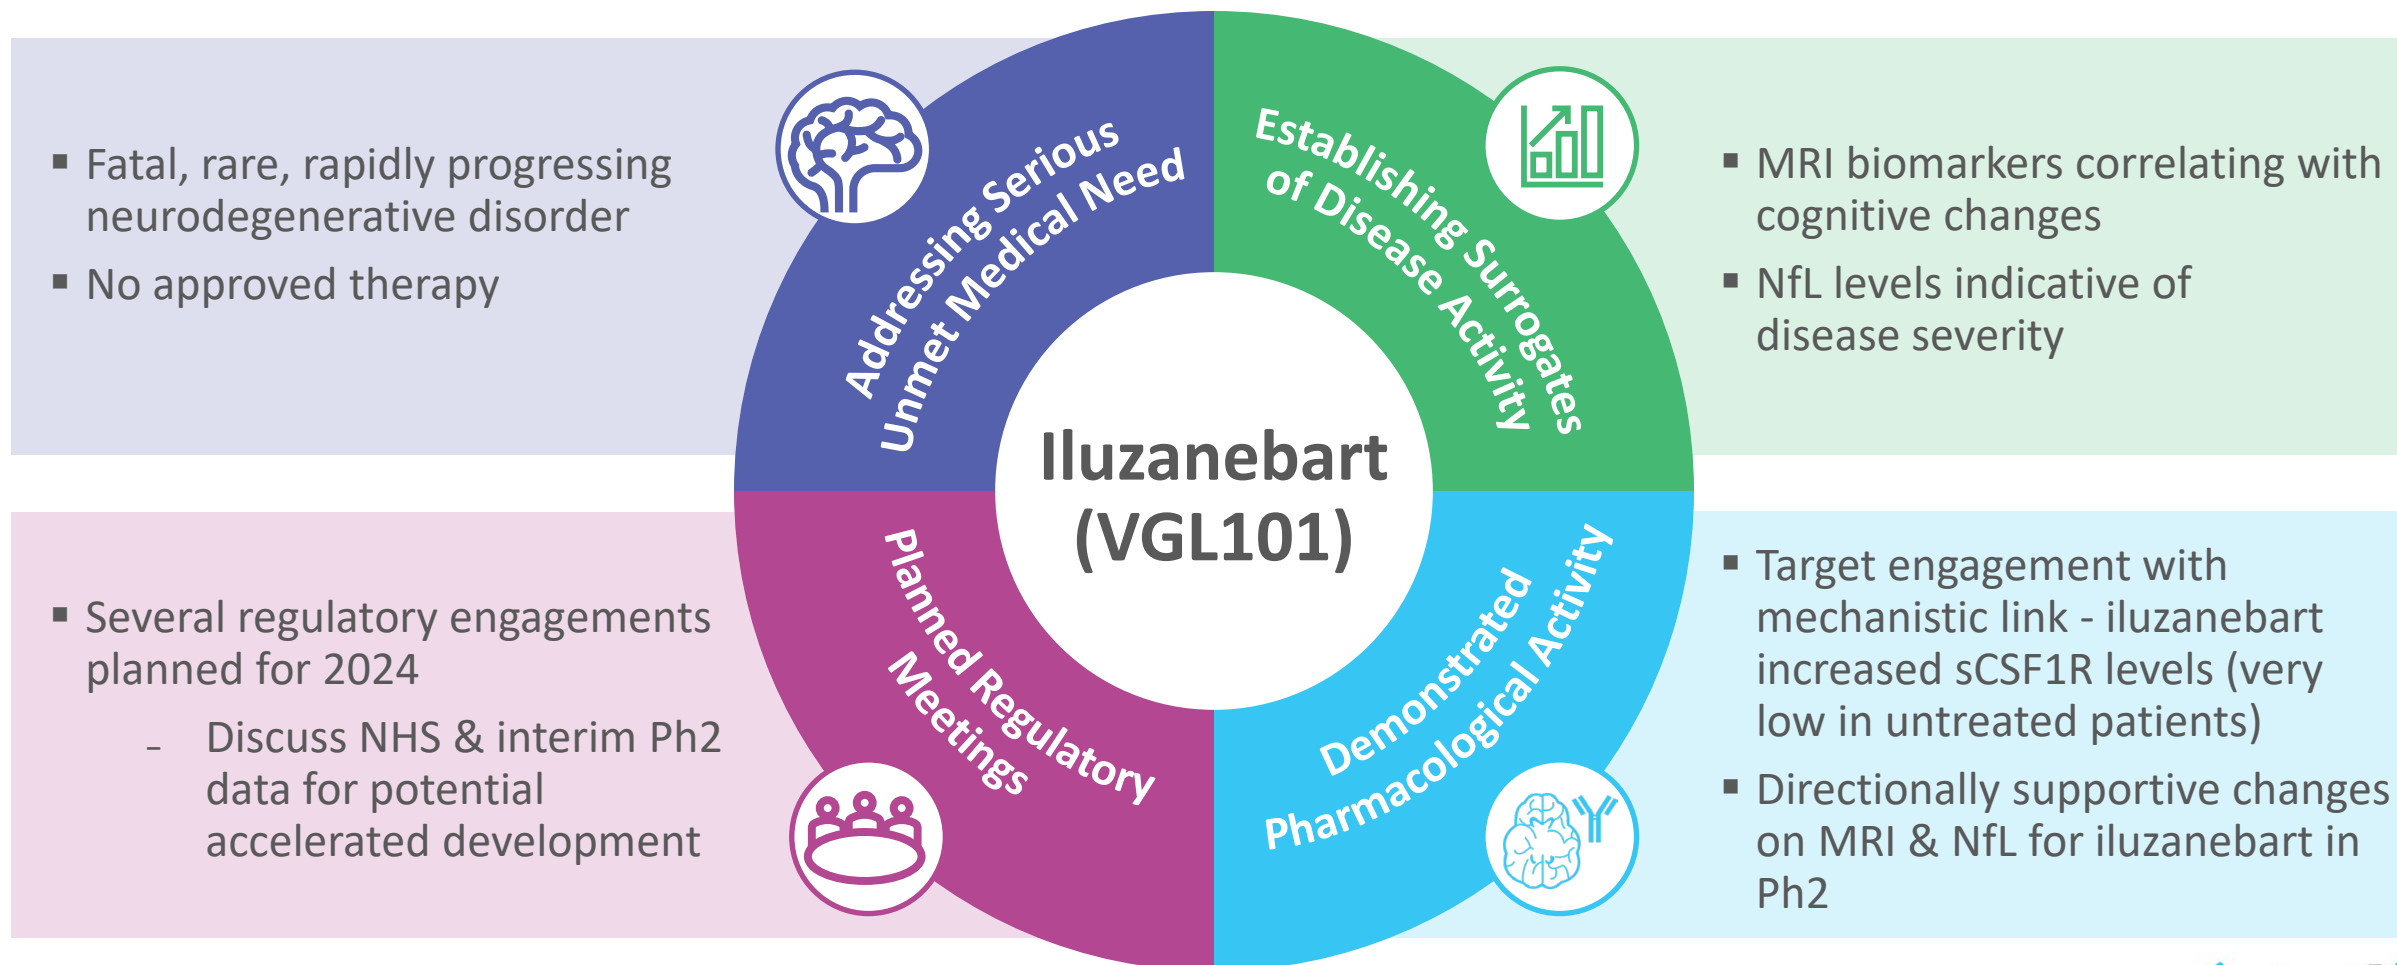 ▪ Fatal, rare, rapidly progressing
neurodegenerative disorder
▪ No approved therapy
Addressing Serious
Unmet Medical Need
Establishing Surrogates
of Disease Activity
▪ MRI biomarkers correlating with
cognitive changes
▪ NfL levels indicative of
disease severity
Iluzanebart
(VGL101)
▪ Several regulatory engagements
planned for 2024
– Discuss NHS & interim Ph2
data for potential
accelerated development
Planned Regulatory
Meetings
Demonstrated
Pharmacological Activity
▪ Target engagement with
mechanistic link - iluzanebart
increased sCSF1R levels (very
low in untreated patients)
▪ Directionally supportive changes
on MRI & NfL for iluzanebart in
Ph2